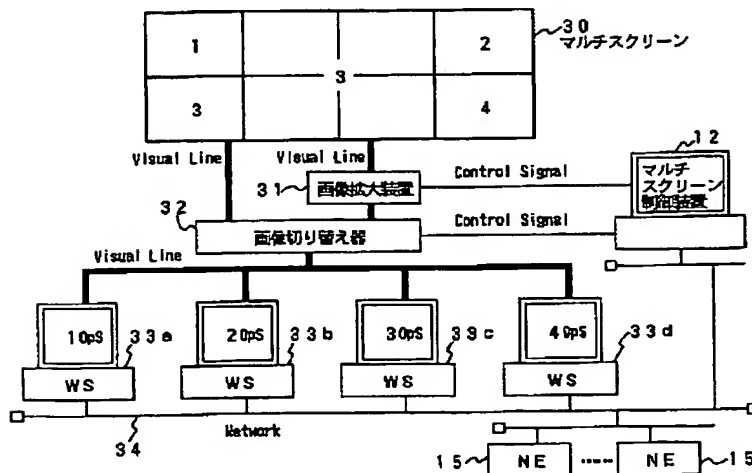 30
マルチスクリーン
1
2
3
3
4
12
Visual Line
Visual Line
Control Signal
31
画像拡大装置
マルチ
スクリーン
制御装置
32
画像切り替え器
Control Signal
Visual Line
10pS
20pS
30pS
40pS
33a
33b
33c
33d
WS
WS
WS
WS
34
Network
15
NE
NE
15